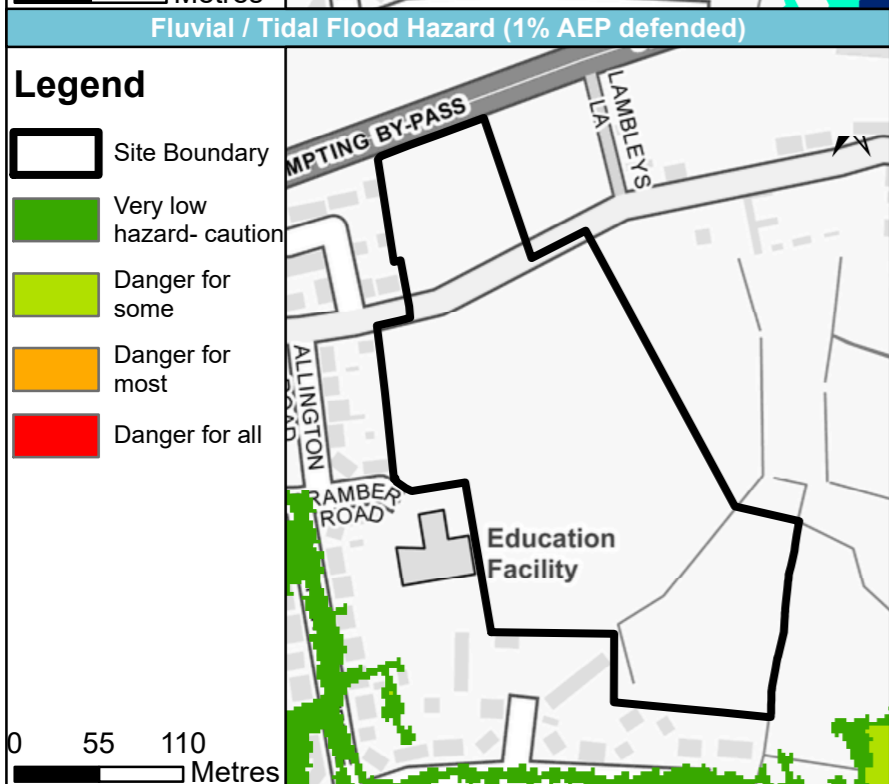 Metres
Fluvial / Tidal Flood Hazard (1% AEP defended)
Legend
Site Boundary
Very low
hazard- caution
Danger for
some
Danger for
most
Danger for all
0 55 110
Metres
MPTING BY-PASS
LAMBLEYS
LA
ALLINGTON
ROAD
RAMBER
ROAD
Education
Facility